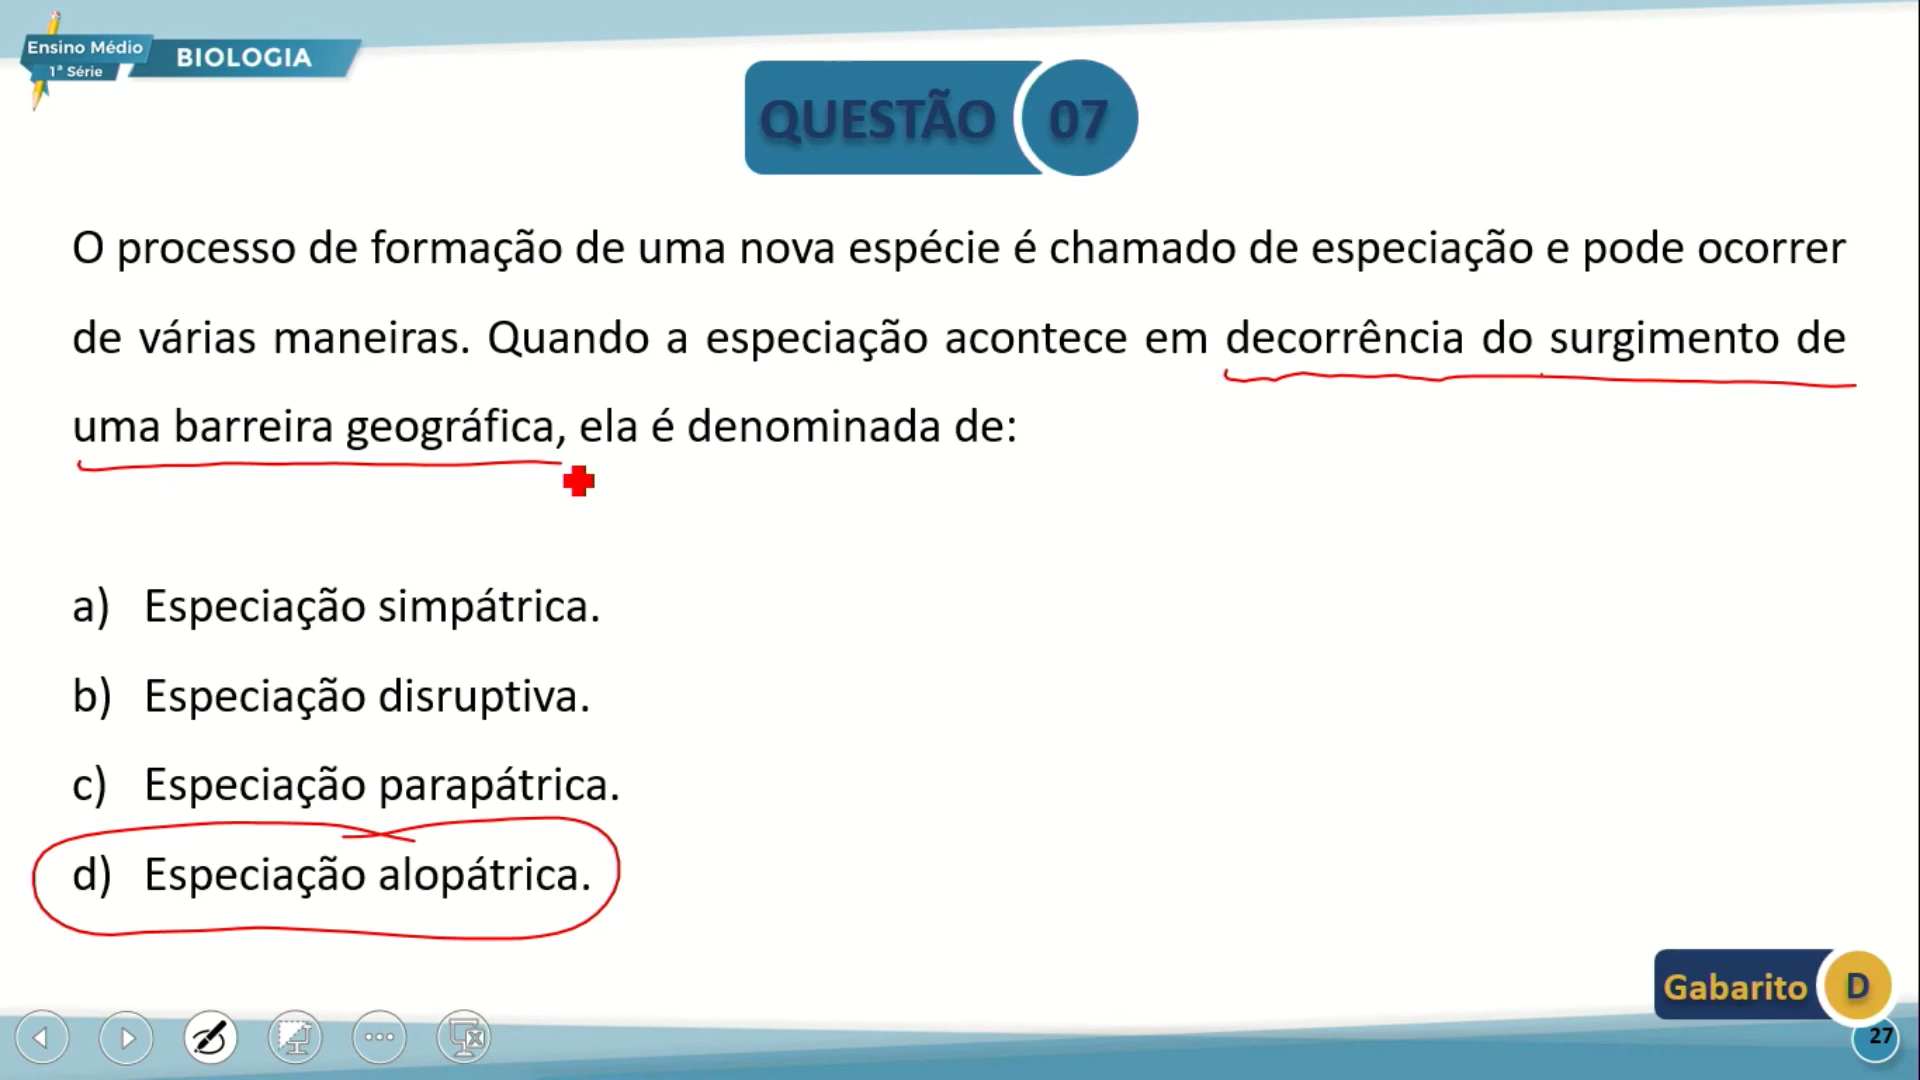 Ensino Médio
1ª Série
BIOLOGIA
QUESTÃO 07
O processo de formação de uma nova espécie é chamado de especiação e pode ocorrer
de várias maneiras. Quando a especiação acontece em decorrência do surgimento de
uma barreira geográfica, ela é denominada de:
a) Especiação simpátrica.
b) Especiação disruptiva.
c) Especiação parapátrica.
d) Especiação alopátrica.
Gabarito D
27